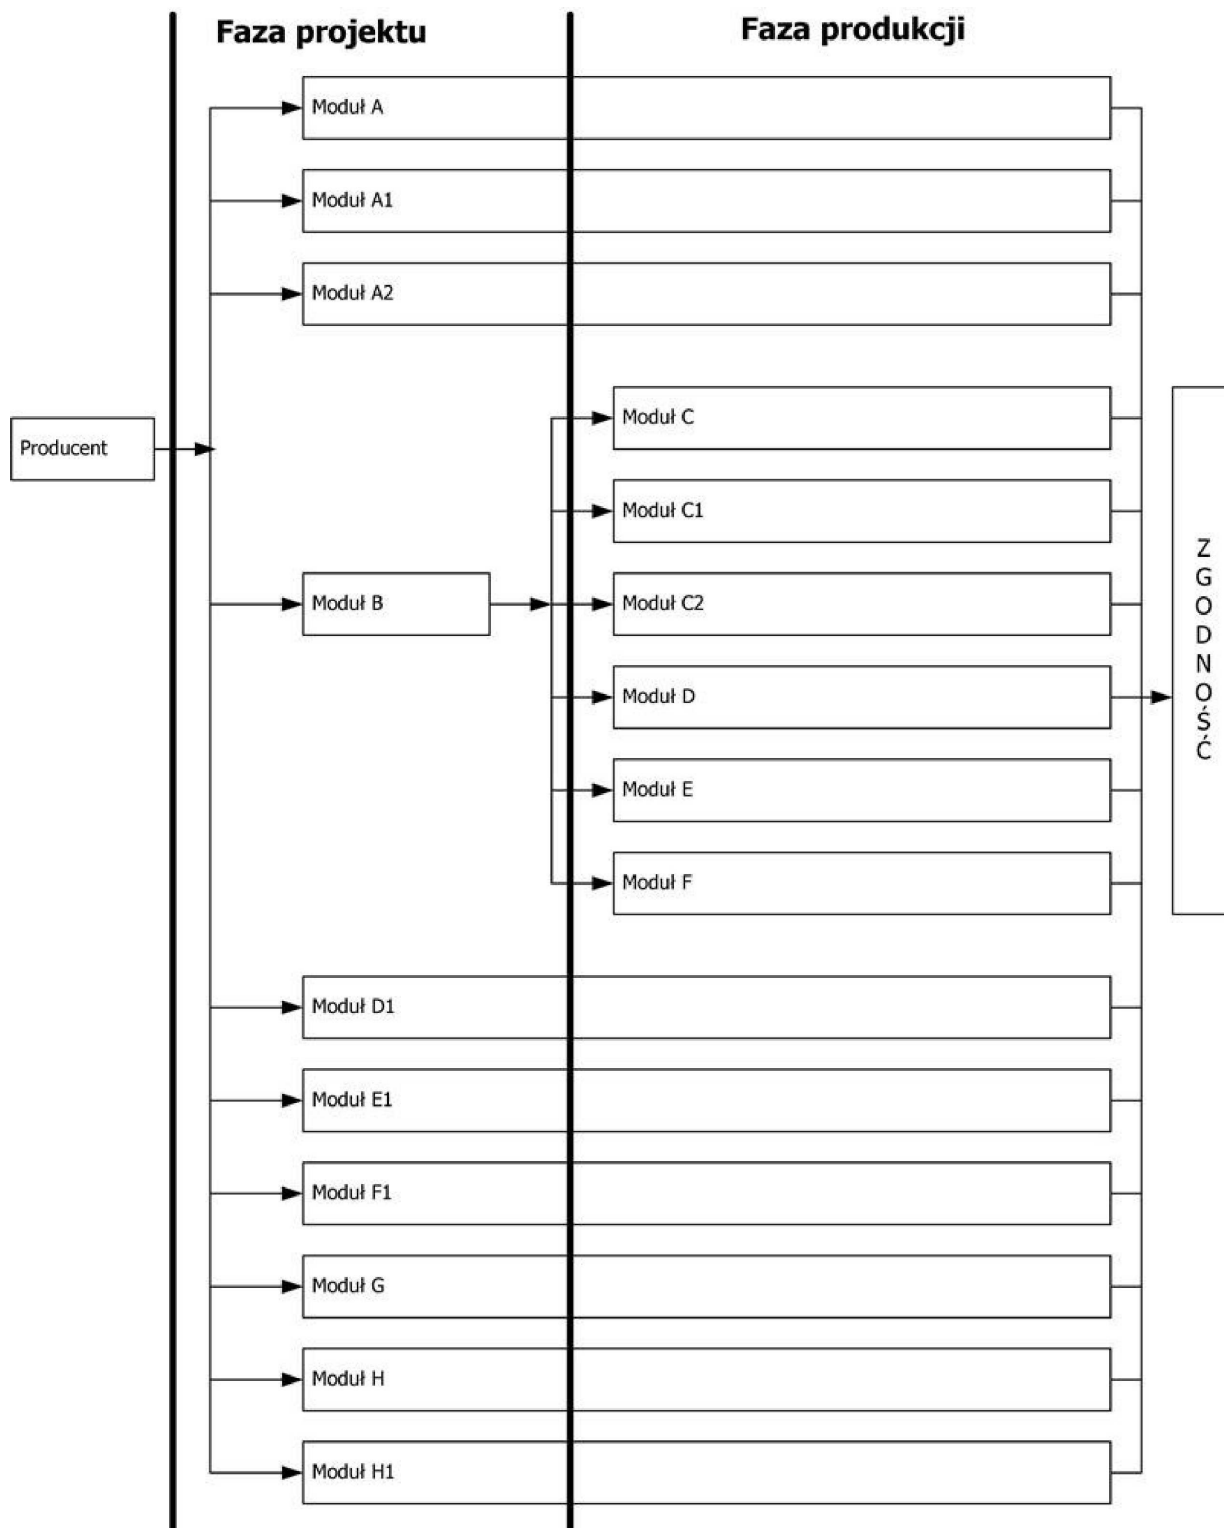 Faza projektu
Faza produkcji
Moduł A
Moduł A1
Moduł A2
Producent
Moduł B
Moduł C
Moduł C1
Moduł C2
Moduł D
Moduł E
Moduł F
ZGODNOŚĆ
Moduł D1
Moduł E1
Moduł F1
Moduł G
Moduł H
Moduł H1